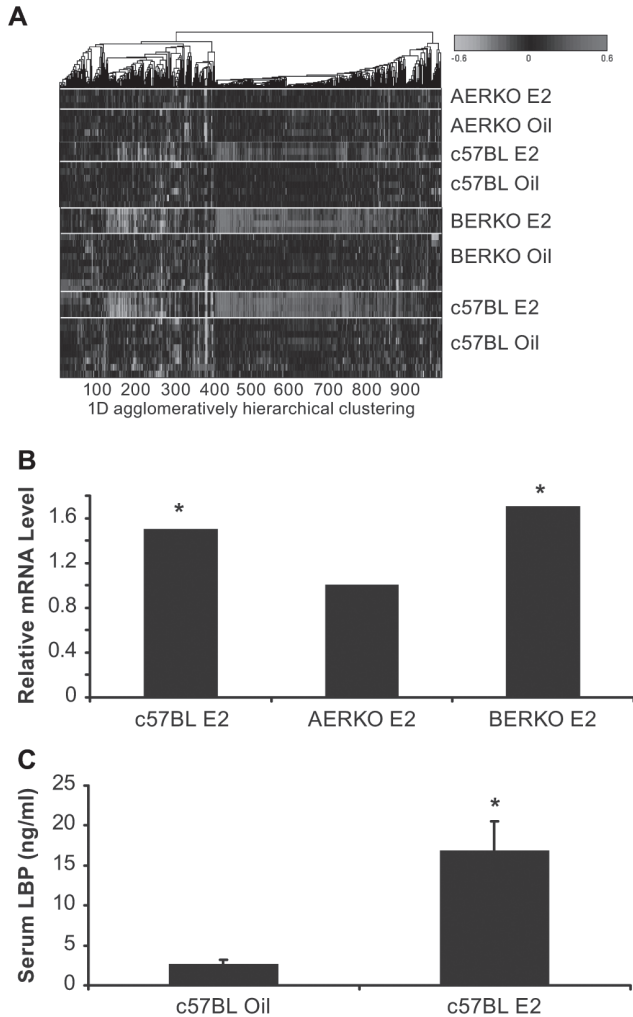 A
-0.6 0 0.6
AERKO E2
AERKO Oil
c57BL E2
c57BL Oil
BERKO E2
BERKO Oil
c57BL E2
c57BL Oil
100 200 300 400 500 600 700 800 900
1D agglomeratively hierarchical clustering
B
Relative mRNA Level
1.6
1.2
0.8
0.4
0
* *
c57BL E2 AERKO E2 BERKO E2
C
Serum LBP (ng/ml)
25
20
15
10
5
0
*
c57BL Oil c57BL E2